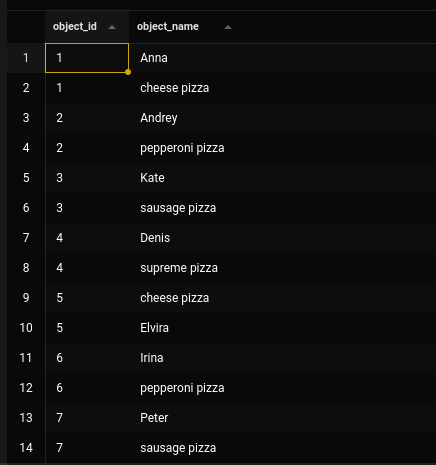 object_id object_name
1 1 Anna
2 1 cheese pizza
3 2 Andrey
4 2 pepperoni pizza
5 3 Kate
6 3 sausage pizza
7 4 Denis
8 4 supreme pizza
9 5 cheese pizza
10 5 Elvira
11 6 Irina
12 6 pepperoni pizza
13 7 Peter
14 7 sausage pizza